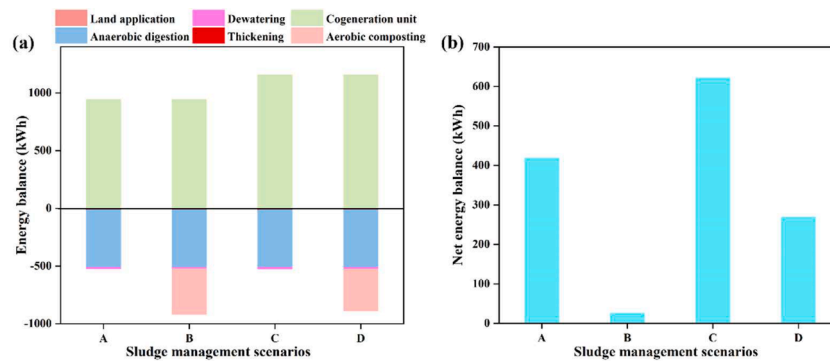 Land application Dewatering Cogeneration unit
Anaerobic digestion Thickening Aerobic composting
(a)
Energy balance (kWh)
1000
500
0
-500
-1000
A B C D
Sludge management scenarios
(b)
Net energy balance (kWh)
700
600
500
400
300
200
100
0
A B C D
Sludge management scenarios